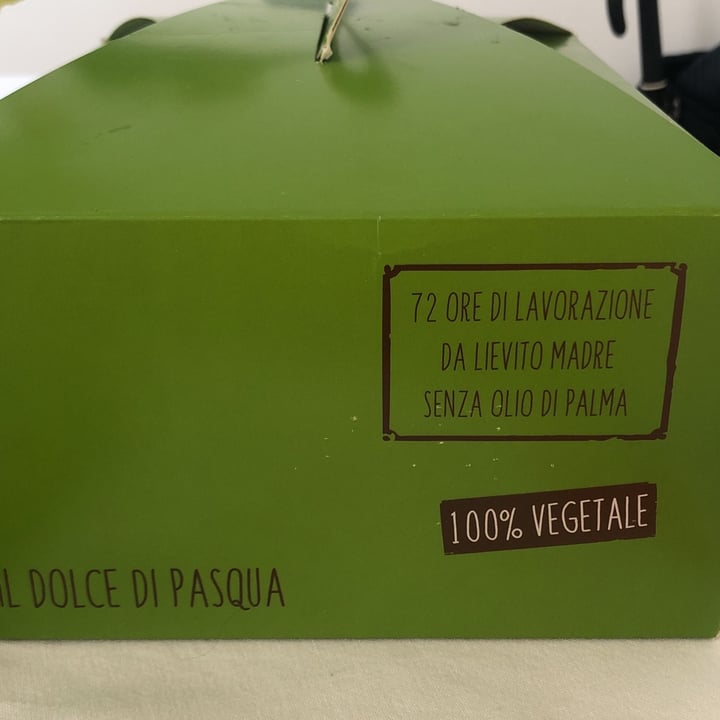 72 ORE DI LAVORAZIONE
DA LIEVITO MADRE
SENZA OLIO DI PALMA
100% VEGETALE
IL DOLCE DI PASQUA